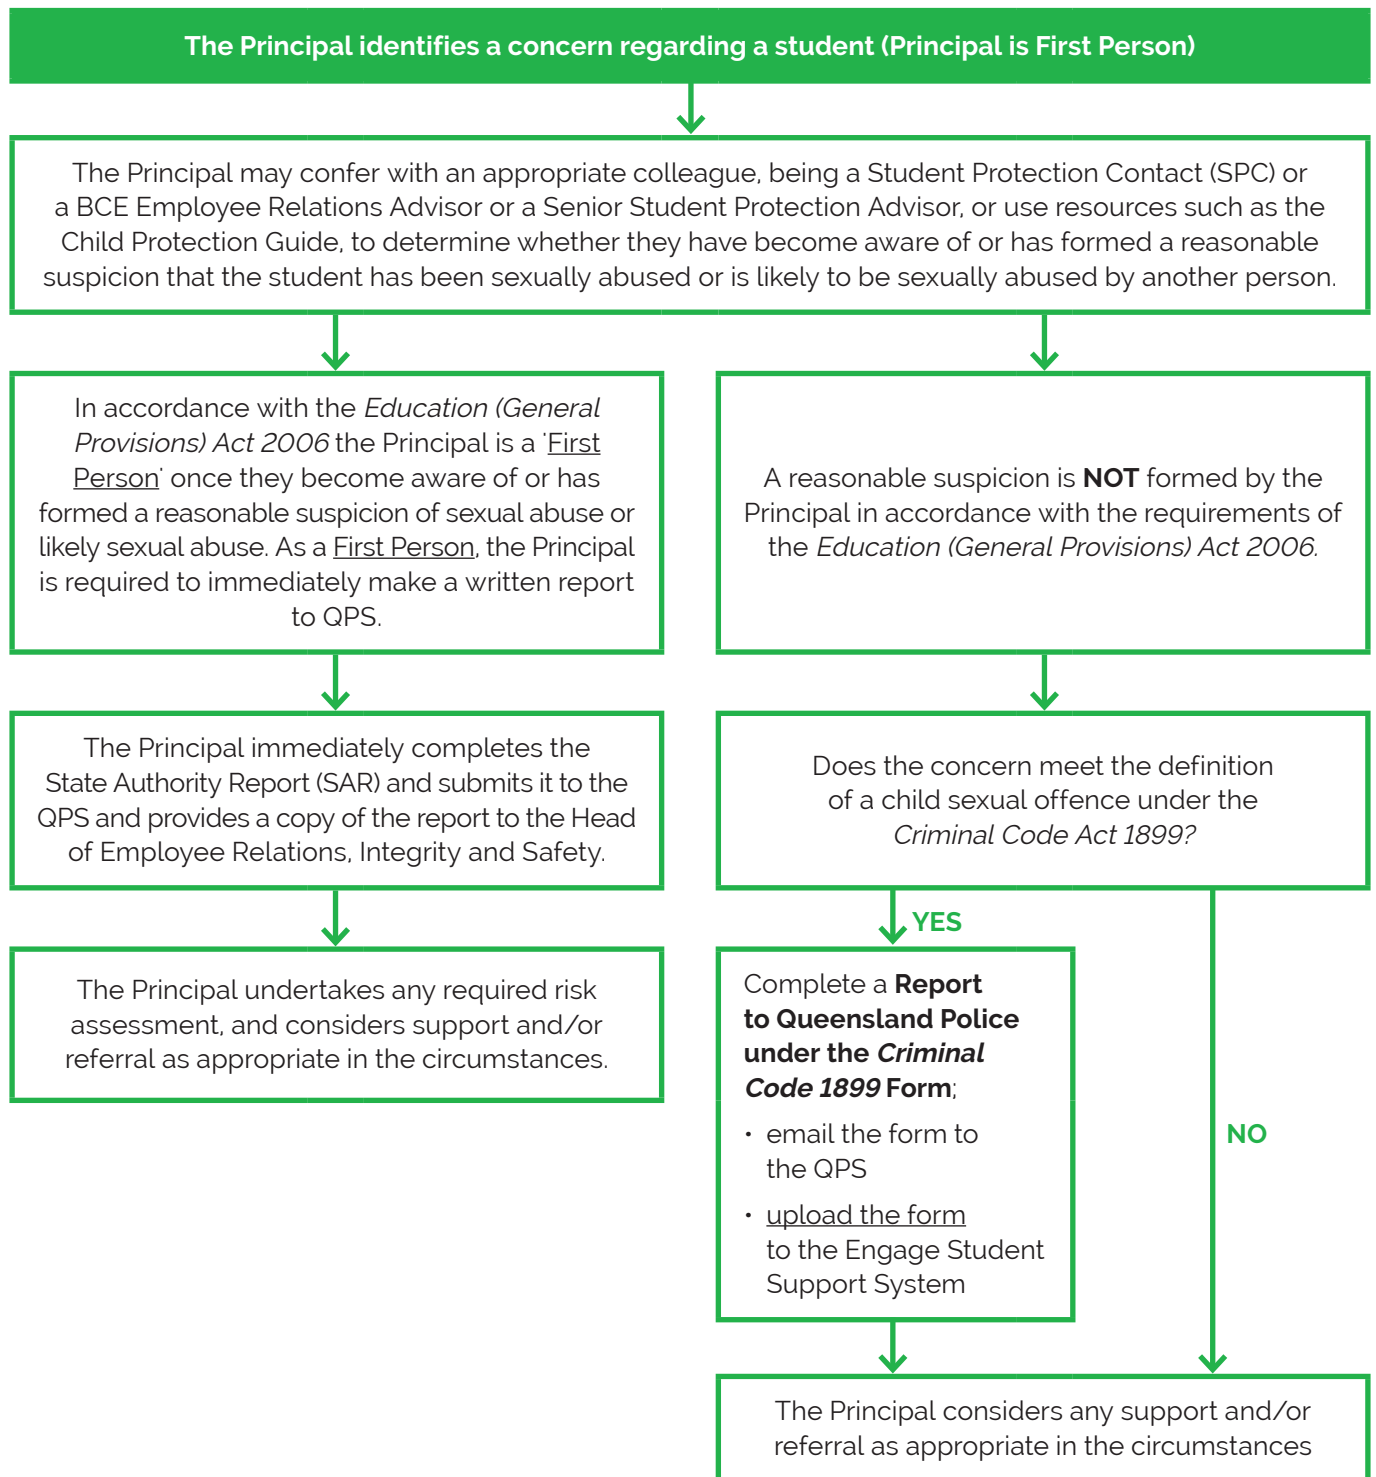 The Principal identifies a concern regarding a student (Principal is First Person)
The Principal may confer with an appropriate colleague, being a Student Protection Contact (SPC) or
a BCE Employee Relations Advisor or a Senior Student Protection Advisor, or use resources such as the
Child Protection Guide, to determine whether they have become aware of or has formed a reasonable
suspicion that the student has been sexually abused or is likely to be sexually abused by another person.
In accordance with the Education (General
Provisions) Act 2006 the Principal is a 'First
Person' once they become aware of or has
formed a reasonable suspicion of sexual abuse or
likely sexual abuse. As a First Person, the Principal
is required to immediately make a written report
to QPS.
A reasonable suspicion is NOT formed by the
Principal in accordance with the requirements of
the Education (General Provisions) Act 2006.
The Principal immediately completes the
State Authority Report (SAR) and submits it to the
QPS and provides a copy of the report to the Head
of Employee Relations, Integrity and Safety.
Does the concern meet the definition
of a child sexual offence under the
Criminal Code Act 1899?
The Principal undertakes any required risk
assessment, and considers support and/or
referral as appropriate in the circumstances.
YES
Complete a Report
to Queensland Police
under the Criminal
Code 1899 Form;
• email the form to
the QPS
• upload the form
to the Engage Student
Support System
NO
The Principal considers any support and/or
referral as appropriate in the circumstances